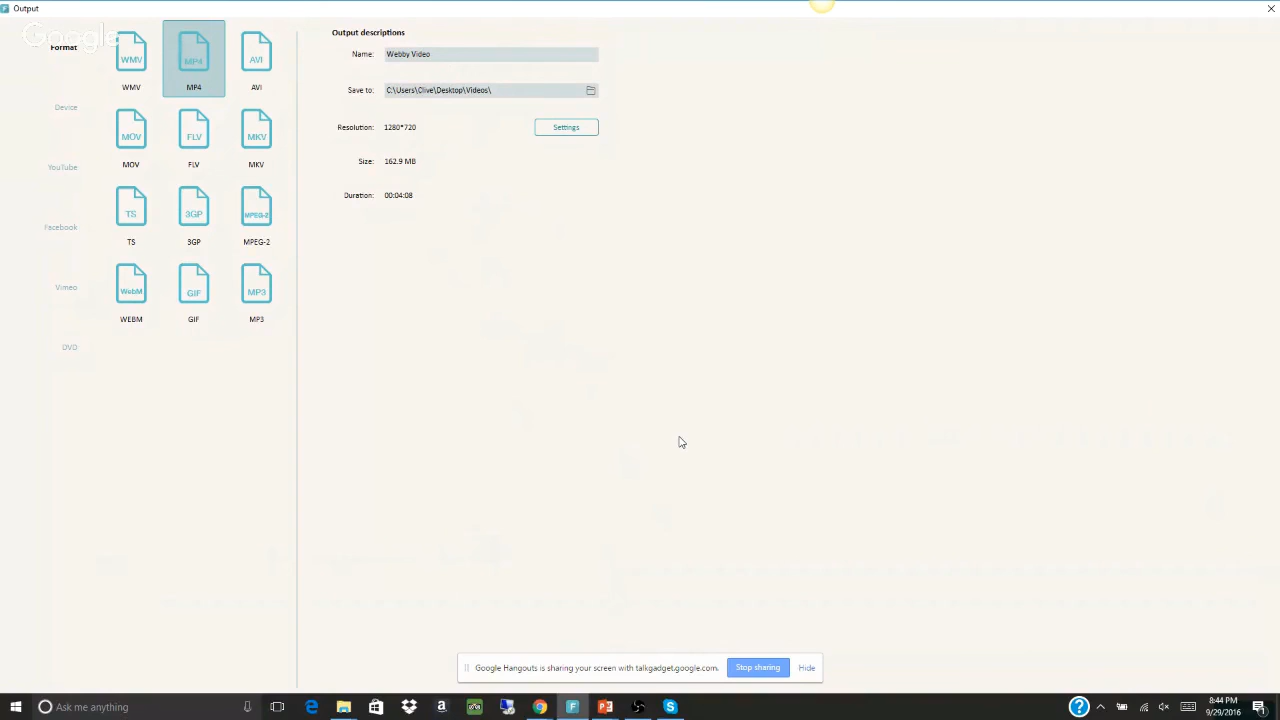 Output
Google
Format
Device
YouTube
Facebook
Vimeo
DVD
WMV
WMV
MP4
MP4
AVI
AVI
MOV
MOV
FLV
FLV
MKV
MKV
TS
TS
3GP
3GP
MPEG-2
MPEG-2
WebM
WEBM
GIF
GIF
MP3
MP3
Output descriptions
Name: Webby Video
Save to: C:\Users\Clive\Desktop\Videos\
Resolution: 1280*720 Settings
Size: 162.9 MB
Duration: 00:04:08
Google Hangouts is sharing your screen with talkgadget.google.com. Stop sharing Hide
Ask me anything
8:44 PM
9/29/2016